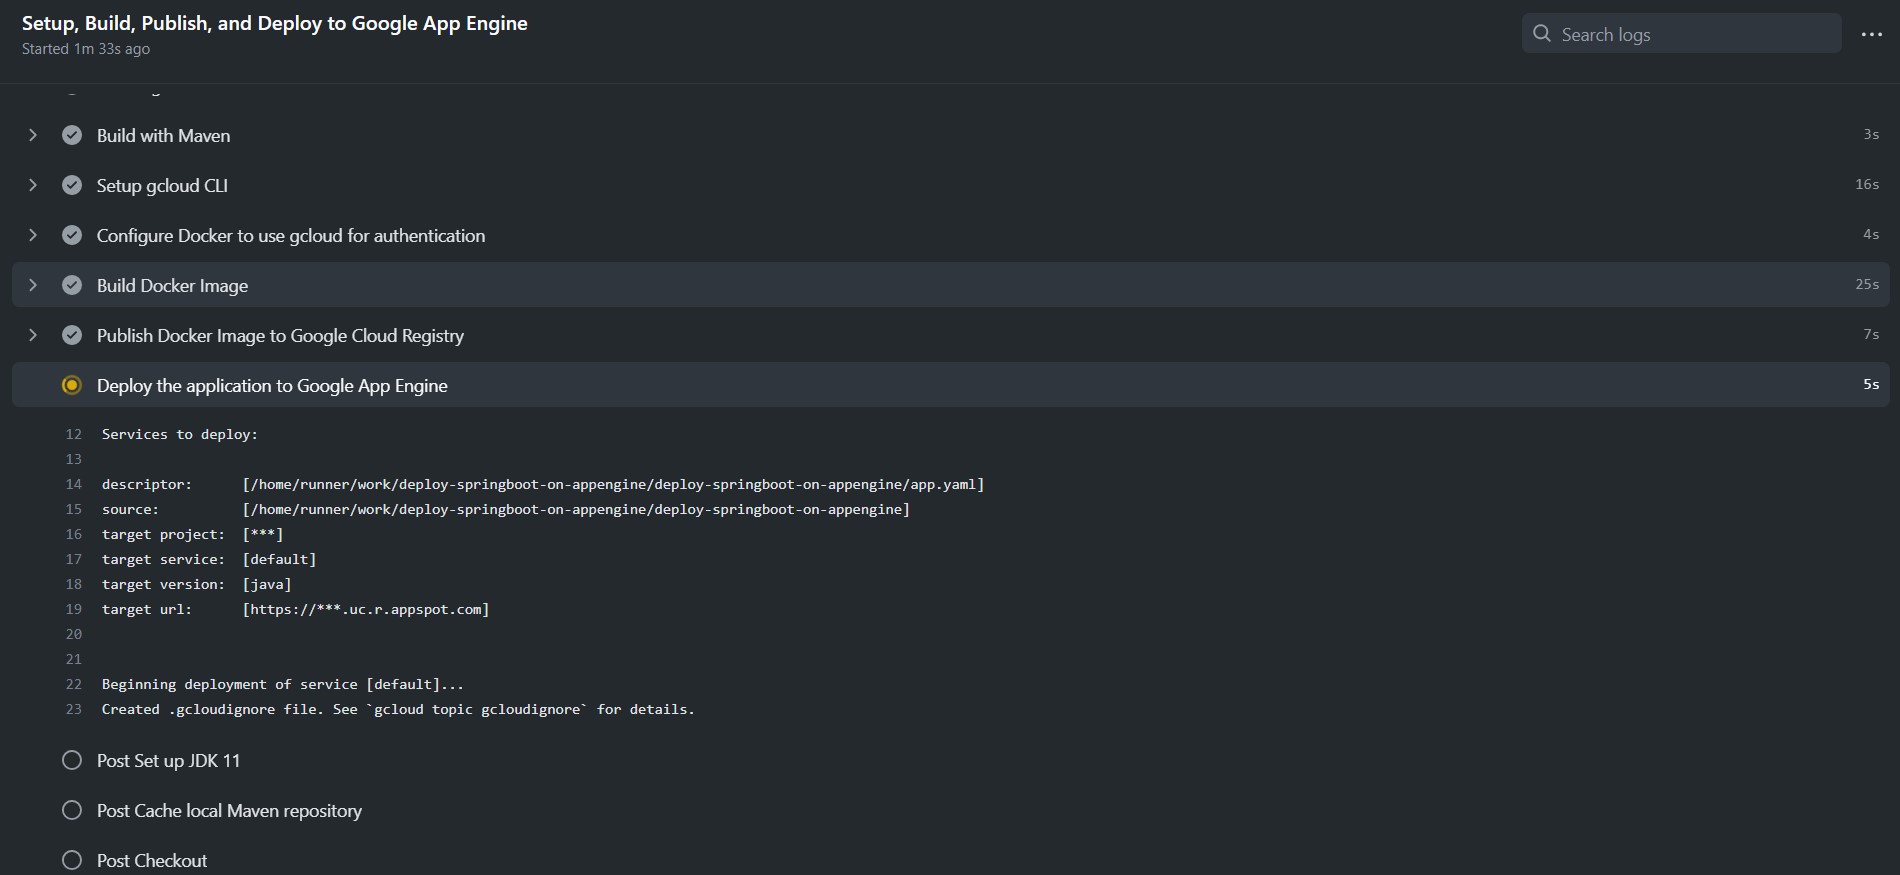 Setup, Build, Publish, and Deploy to Google App Engine
Started 1m 33s ago
Search logs
Build with Maven 3s
Setup gcloud CLI 16s
Configure Docker to use gcloud for authentication 4s
Build Docker Image 25s
Publish Docker Image to Google Cloud Registry 7s
Deploy the application to Google App Engine 5s
12 Services to deploy:
13
14 descriptor: [/home/runner/work/deploy-springboot-on-appengine/deploy-springboot-on-appengine/app.yaml]
15 source: [/home/runner/work/deploy-springboot-on-appengine/deploy-springboot-on-appengine]
16 target project: [***]
17 target service: [default]
18 target version: [java]
19 target url: [https://***.uc.r.appspot.com]
20
21
22 Beginning deployment of service [default]...
23 Created .gcloudignore file. See `gcloud topic gcloudignore` for details.
Post Set up JDK 11
Post Cache local Maven repository
Post Checkout